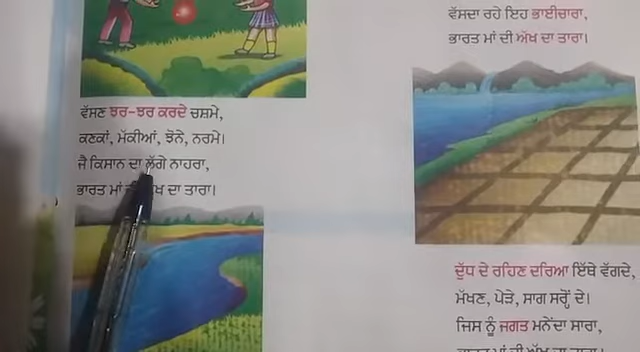 ਵੱਸਣ ਝਰ-ਝਰ ਕਰਦੇ ਚਸ਼ਮੇ,
ਕਣਕਾਂ, ਮੱਕੀਆਂ, ਝੋਨੇ, ਨਰਮੇ।
ਜੈ ਕਿਸਾਨ ਦਾ ਲੱਗੇ ਨਾਹਰਾ,
ਭਾਰਤ ਮਾਂ ਦੀ ਅੱਖ ਦਾ ਤਾਰਾ।
ਵੱਸਦਾ ਰਹੇ ਇਹ ਭਾਈਚਾਰਾ,
ਭਾਰਤ ਮਾਂ ਦੀ ਅੱਖ ਦਾ ਤਾਰਾ।
ਦੁੱਧ ਦੇ ਰਹਿਣ ਦਰਿਆ ਇੱਥੇ ਵੱਗਦੇ,
ਮੱਖਣ, ਪੇੜੇ, ਸਾਗ ਸਰ੍ਹੋਂ ਦੇ।
ਜਿਸ ਨੂੰ ਜਗਤ ਮਨੇਂਦਾ ਸਾਰਾ,